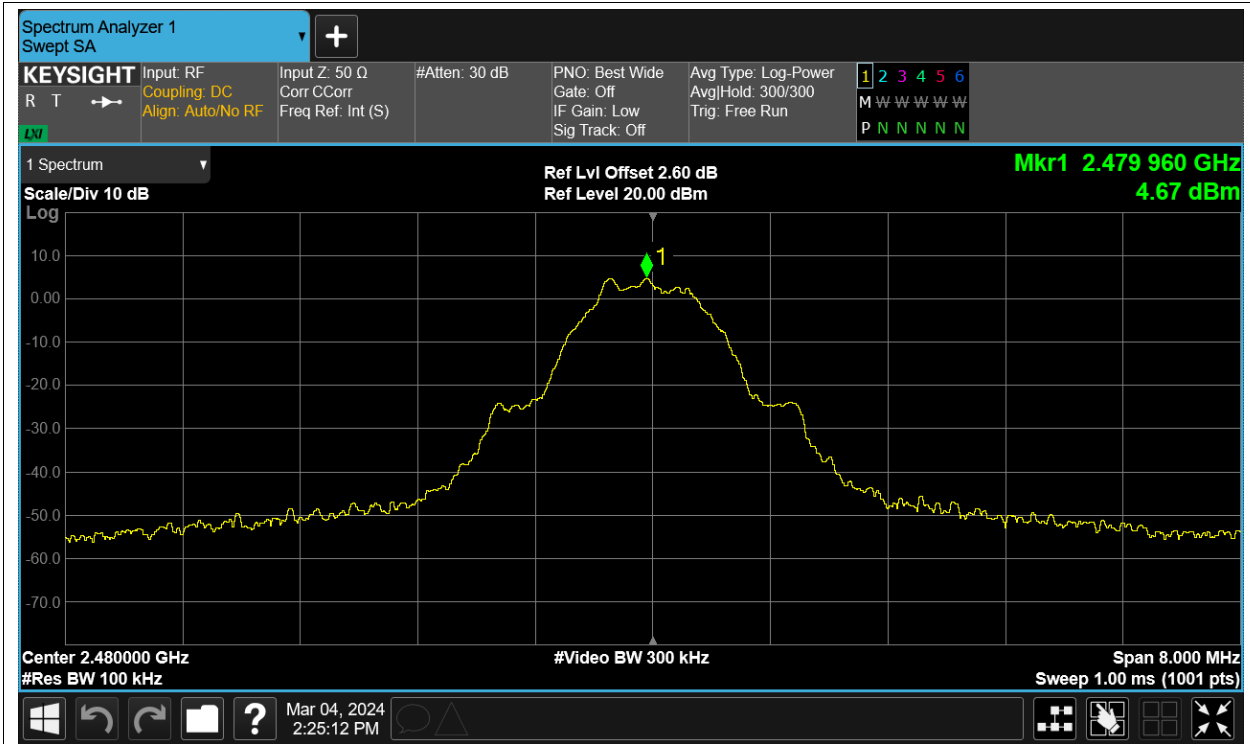 Spectrum Analyzer 1
Swept SA
KEYSIGHT
R T
LXI
Input: RF
Coupling: DC
Align: Auto/No RF
Input Z: 50 Ω
Corr CCorr
Freq Ref: Int (S)
#Atten: 30 dB
PNO: Best Wide
Gate: Off
IF Gain: Low
Sig Track: Off
Avg Type: Log-Power
Avg|Hold: 300/300
Trig: Free Run
1 2 3 4 5 6
M W W W W W
P N N N N N
1 Spectrum
Scale/Div 10 dB
Ref Lvl Offset 2.60 dB
Ref Level 20.00 dBm
Mkr1 2.479 960 GHz
4.67 dBm
Log
10.0
0.00
-10.0
-20.0
-30.0
-40.0
-50.0
-60.0
-70.0
1
Center 2.480000 GHz
#Video BW 300 kHz
Span 8.000 MHz
#Res BW 100 kHz
Sweep 1.00 ms (1001 pts)
?
Mar 04, 2024
2:25:12 PM